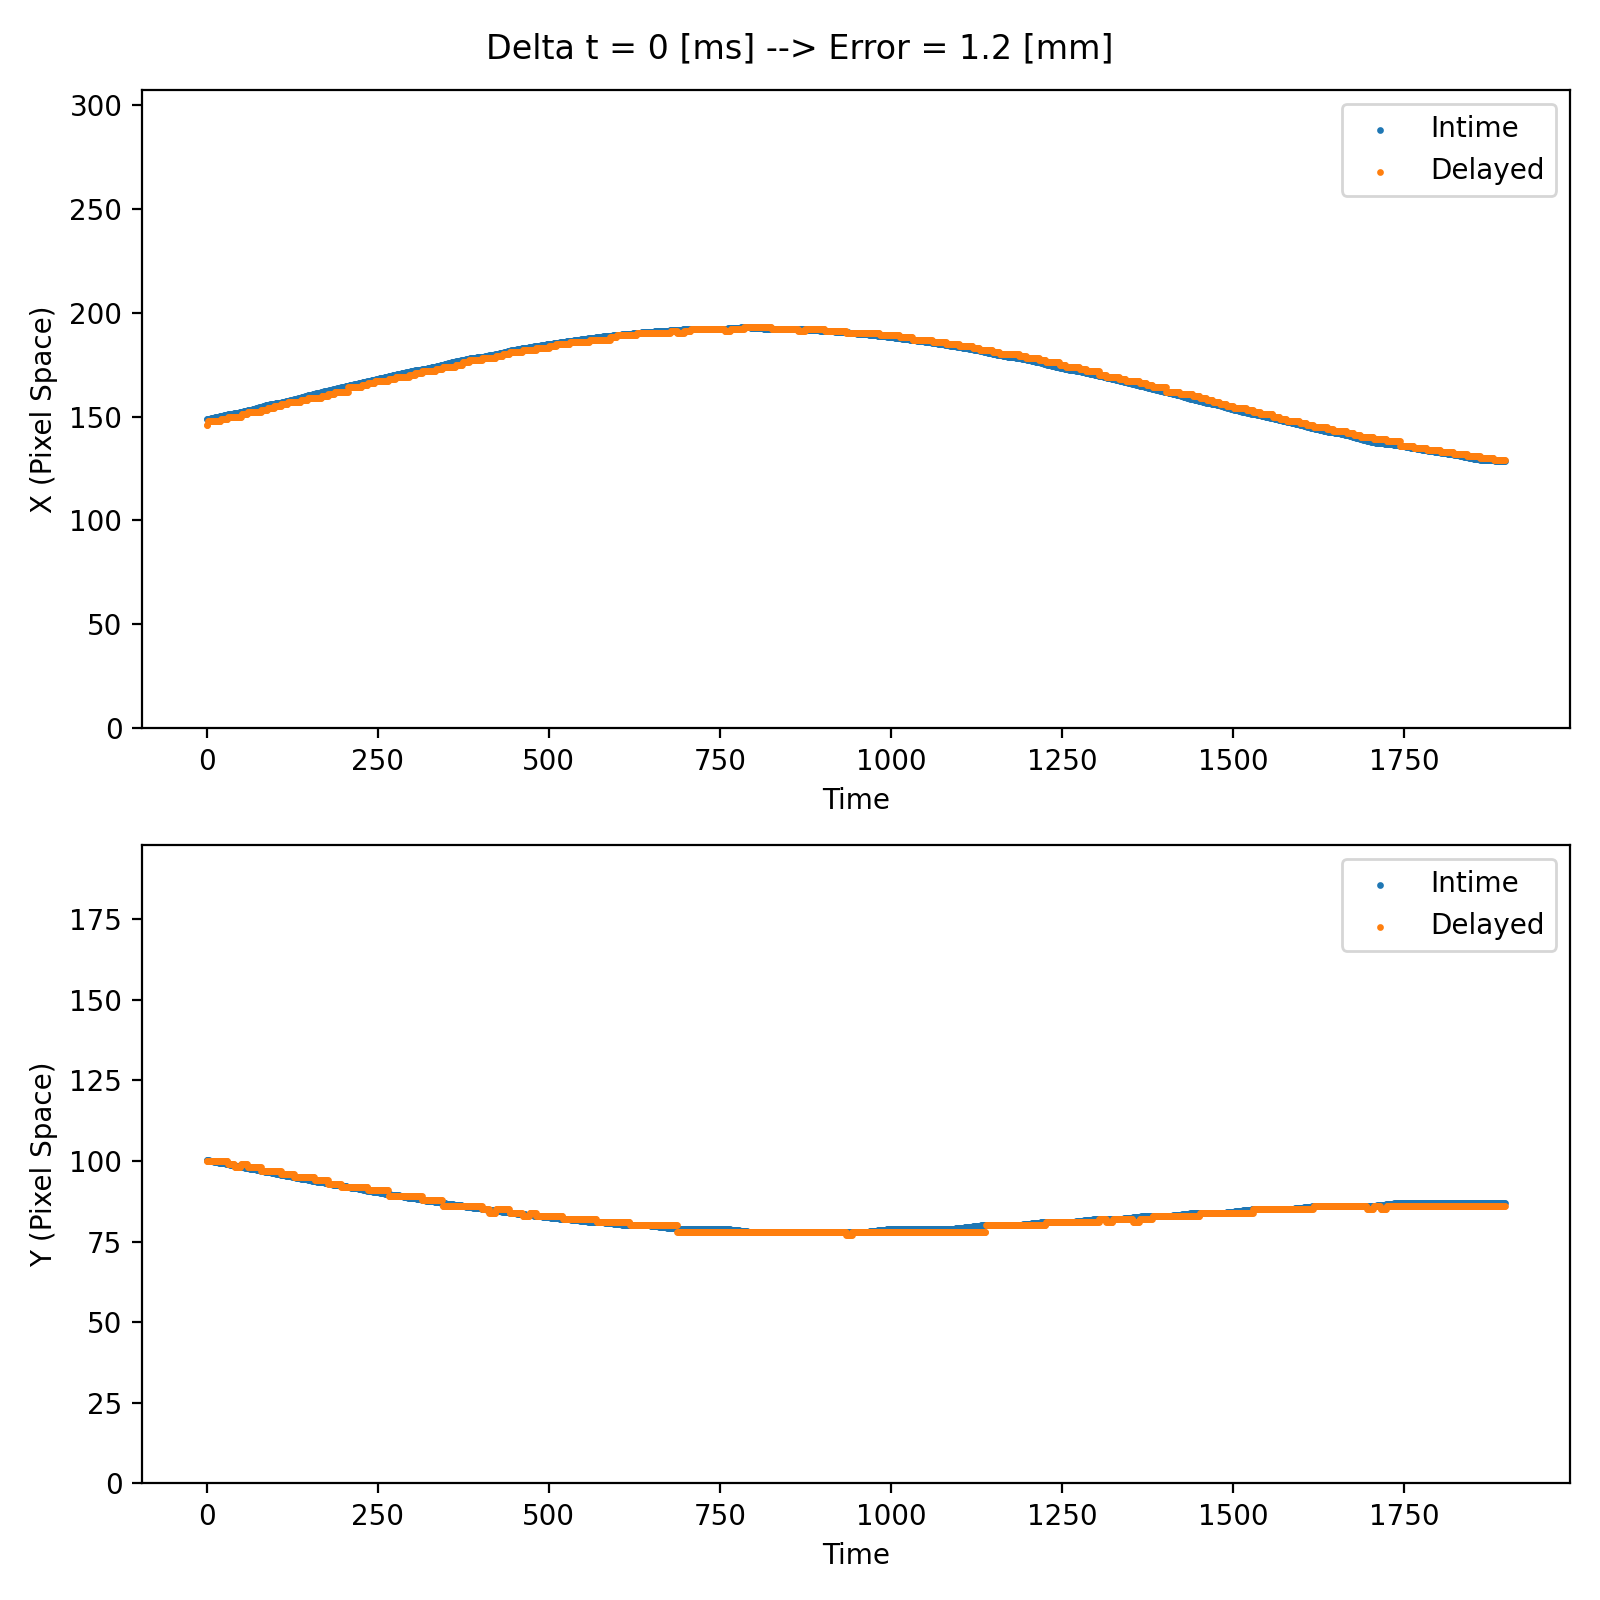 Delta t = 0 [ms] --> Error = 1.2 [mm]
300
250
200
150
100
50
0
X (Pixel Space)
Intime
Delayed
0 250 500 750 1000 1250 1500 1750
Time
175
150
125
100
75
50
25
0
Y (Pixel Space)
Intime
Delayed
0 250 500 750 1000 1250 1500 1750
Time